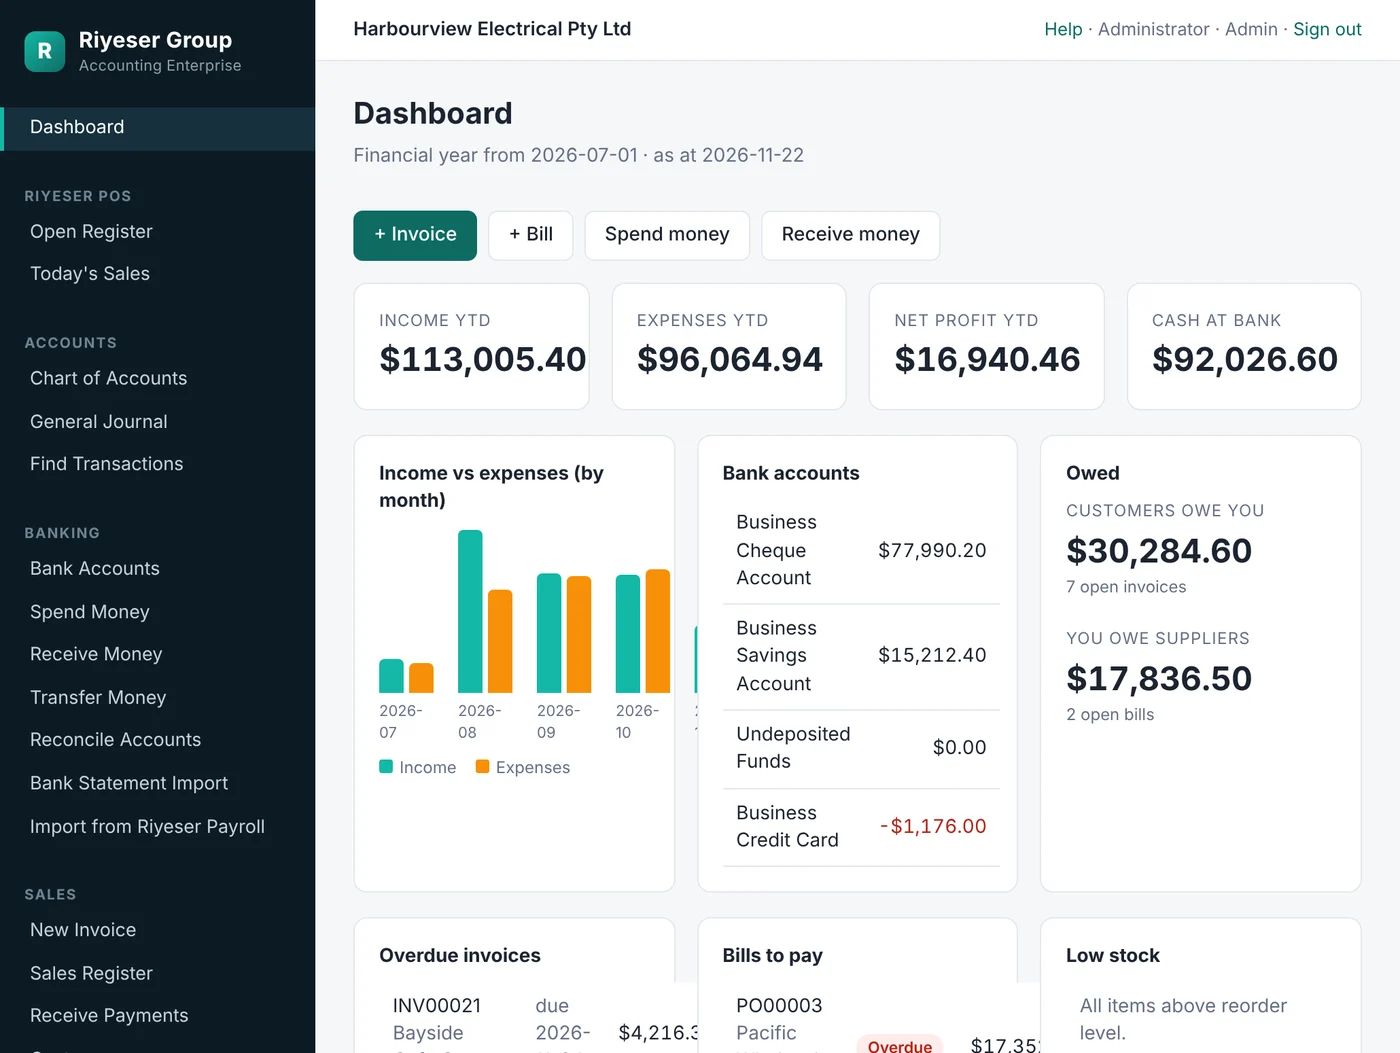 R
Riyeser Group
Accounting Enterprise
Dashboard
RIYESER POS
Open Register
Today's Sales
ACCOUNTS
Chart of Accounts
General Journal
Find Transactions
BANKING
Bank Accounts
Spend Money
Receive Money
Transfer Money
Reconcile Accounts
Bank Statement Import
Import from Riyeser Payroll
SALES
New Invoice
Sales Register
Receive Payments
Harbourview Electrical Pty Ltd
Help · Administrator · Admin · Sign out
Dashboard
Financial year from 2026-07-01 · as at 2026-11-22
+ Invoice
+ Bill
Spend money
Receive money
INCOME YTD
$113,005.40
EXPENSES YTD
$96,064.94
NET PROFIT YTD
$16,940.46
CASH AT BANK
$92,026.60
Income vs expenses (by
month)
2026-
07
2026-
08
2026-
09
2026-
10
Income
Expenses
Bank accounts
Business
Cheque
Account
$77,990.20
Business
Savings
Account
$15,212.40
Undeposited
Funds
$0.00
Business
Credit Card
-$1,176.00
Owed
CUSTOMERS OWE YOU
$30,284.60
7 open invoices
YOU OWE SUPPLIERS
$17,836.50
2 open bills
Overdue invoices
INV00021
Bayside
due
2026-
$4,216.3
Bills to pay
PO00003
Pacific
Overdue
$17,35
Low stock
All items above reorder
level.